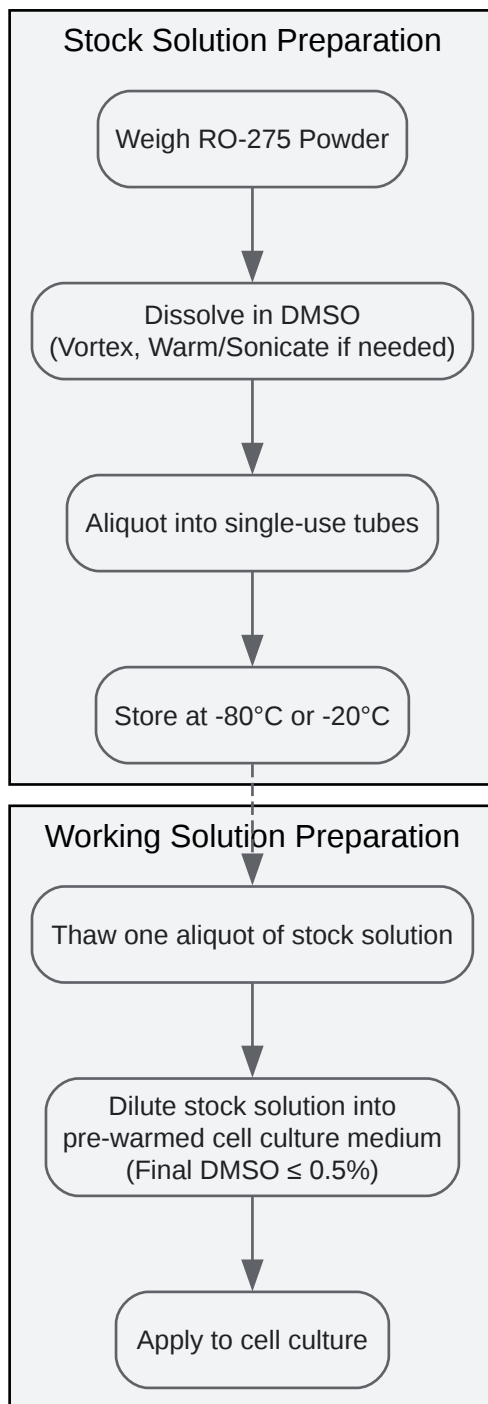 Stock Solution Preparation
Weigh RO-275 Powder
Dissolve in DMSO
(Vortex, Warm/Sonicate if needed)
Aliquot into single-use tubes
Store at -80°C or -20°C
Working Solution Preparation
Thaw one aliquot of stock solution
Dilute stock solution into
pre-warmed cell culture medium
(Final DMSO ≤ 0.5%)
Apply to cell culture